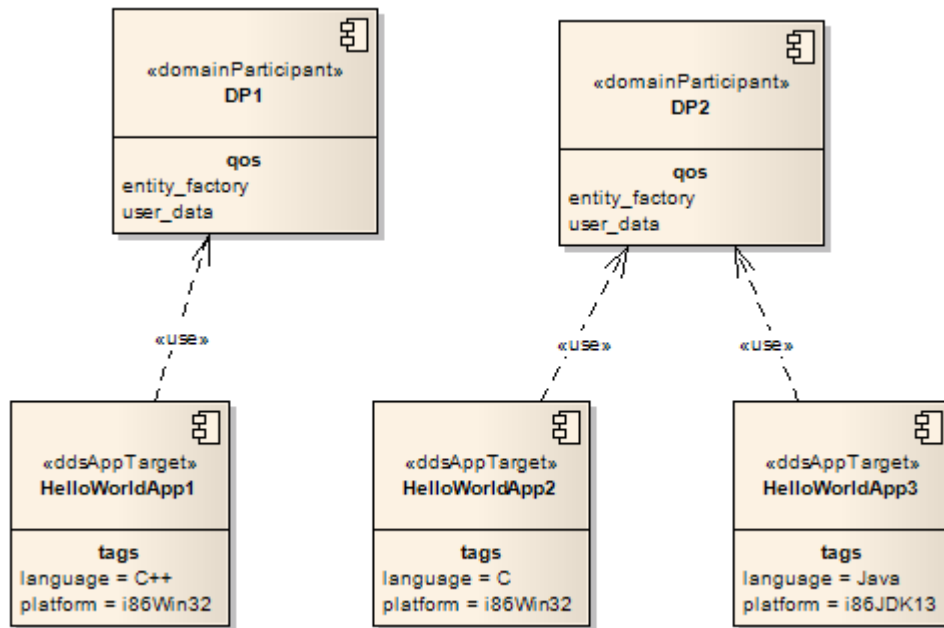 «domainParticipant»
DP1
qos
entity_factory
user_data
«domainParticipant»
DP2
qos
entity_factory
user_data
«use»
«use»
«use»
«ddsAppTarget»
HelloWorldApp1
tags
language = C++
platform = i86Win32
«ddsAppTarget»
HelloWorldApp2
tags
language = C
platform = i86Win32
«ddsAppTarget»
HelloWorldApp3
tags
language = Java
platform = i86JDK13